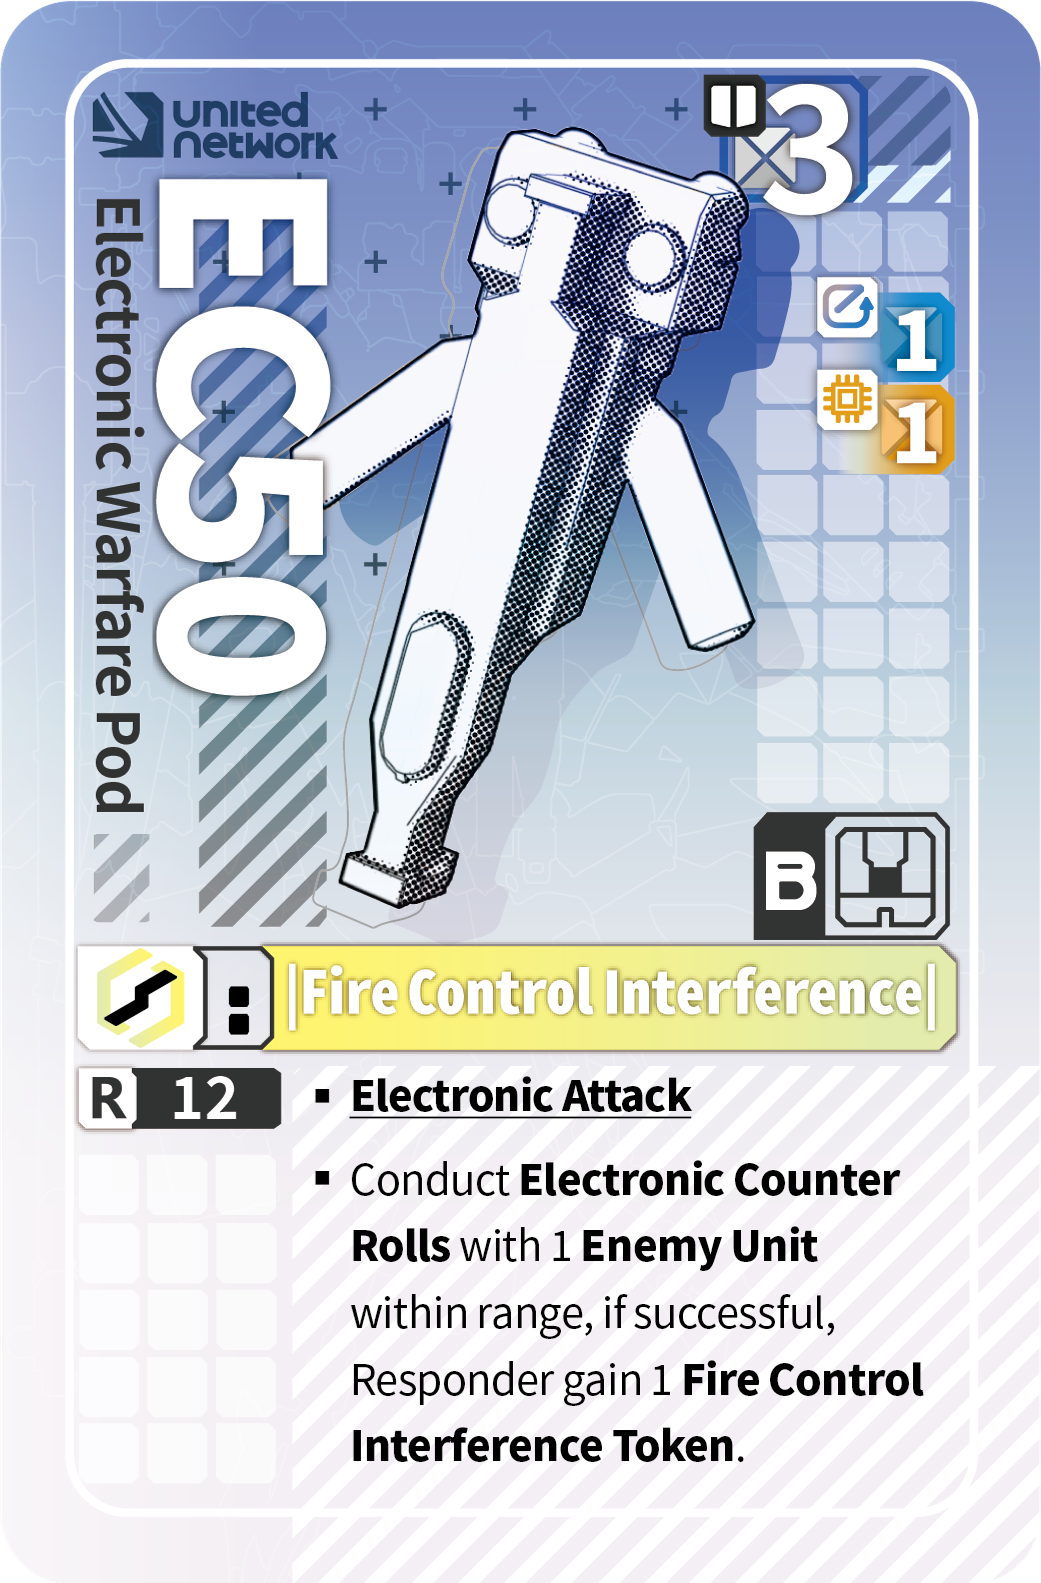 united
network
EC50
Electronic Warfare Pod
3
1
1
B
|Fire Control Interference|
R 12
▪ Electronic Attack
▪ Conduct Electronic Counter
Rolls with 1 Enemy Unit
within range, if successful,
Responder gain 1 Fire Control
Interference Token.